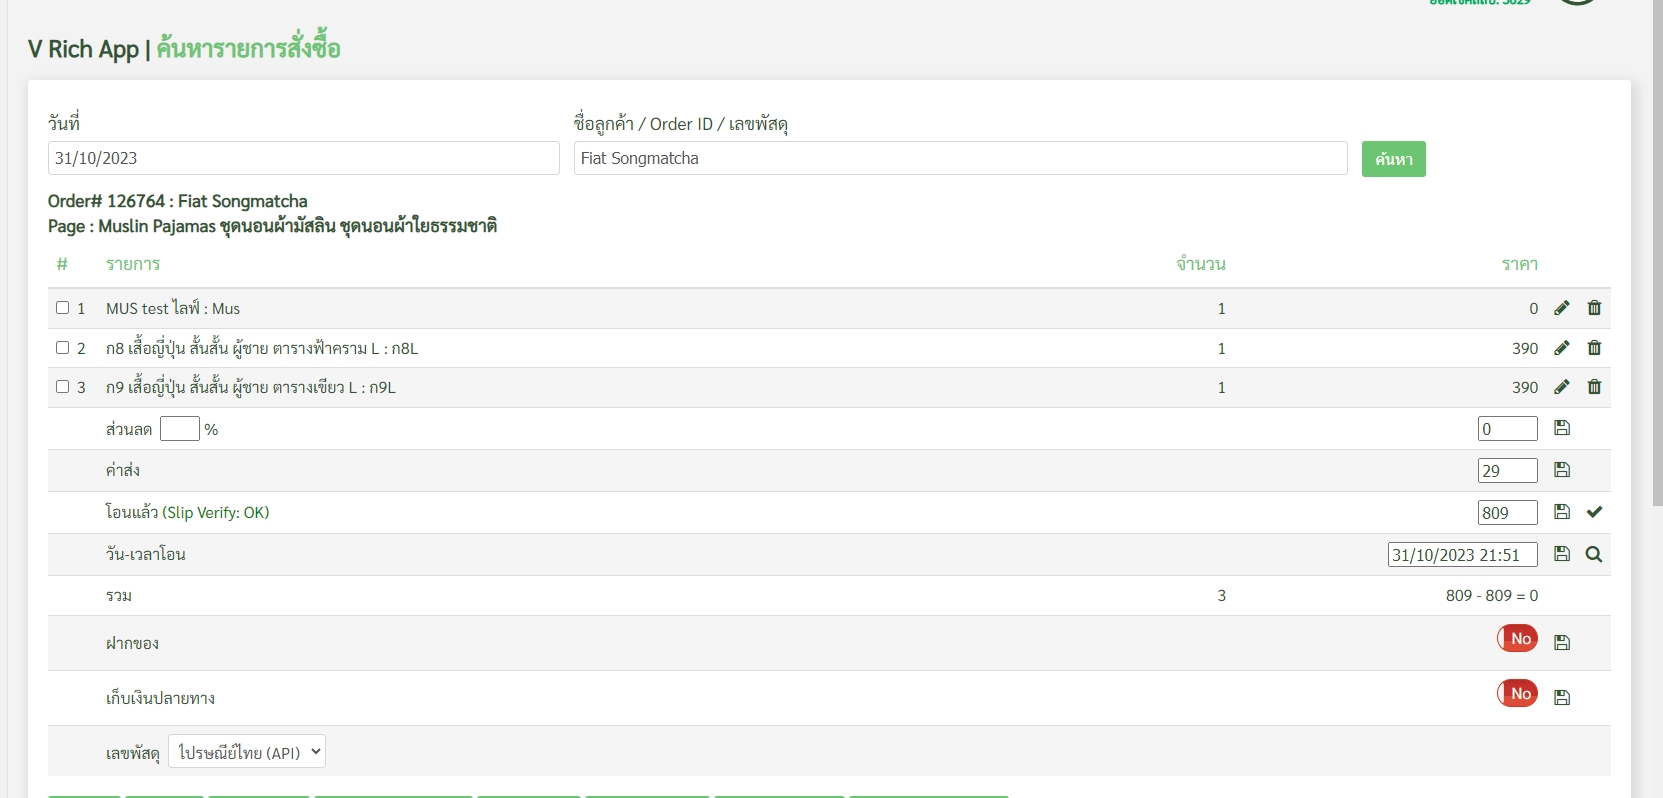 V Rich App | ค้นหารายการสั่งซื้อ
วันที่ ชื่อลูกค้า / Order ID / เลขพัสดุ
31/10/2023 Fiat Songmatcha ค้นหา
Order# 126764 : Fiat Songmatcha
Page : Muslin Pajamas ชุดนอนผ้ามัสลิน ชุดนอนผ้าใยธรรมชาติ
# รายการ จำนวน ราคา
1 MUS test ไลฟ์ : Mus 1 0
2 ก8 เสื้อญี่ปุ่น สั้นสั้น ผู้ชาย ตารางฟ้าคราม L : ก8L 1 390
3 ก9 เสื้อญี่ปุ่น สั้นสั้น ผู้ชาย ตารางเขียว L : ก9L 1 390
ส่วนลด % 0
ค่าส่ง 29
โอนแล้ว (Slip Verify: OK) 809
วัน-เวลาโอน 31/10/2023 21:51
รวม 3 809 - 809 = 0
ฝากของ No
เก็บเงินปลายทาง No
เลขพัสดุ ไปรษณีย์ไทย (API)